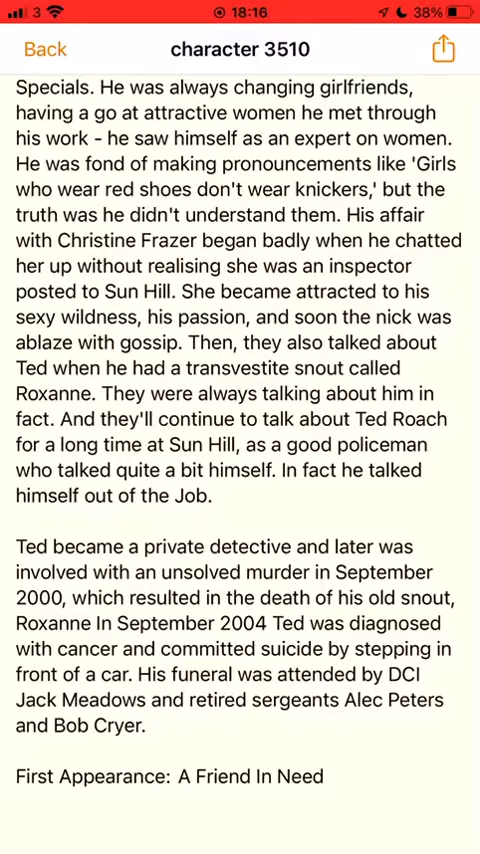 3 18:16 38%
Back character 3510
Specials. He was always changing girlfriends,
having a go at attractive women he met through
his work - he saw himself as an expert on women.
He was fond of making pronouncements like 'Girls
who wear red shoes don't wear knickers,' but the
truth was he didn't understand them. His affair
with Christine Frazer began badly when he chatted
her up without realising she was an inspector
posted to Sun Hill. She became attracted to his
sexy wildness, his passion, and soon the nick was
ablaze with gossip. Then, they also talked about
Ted when he had a transvestite snout called
Roxanne. They were always talking about him in
fact. And they'll continue to talk about Ted Roach
for a long time at Sun Hill, as a good policeman
who talked quite a bit himself. In fact he talked
himself out of the Job.
Ted became a private detective and later was
involved with an unsolved murder in September
2000, which resulted in the death of his old snout,
Roxanne In September 2004 Ted was diagnosed
with cancer and committed suicide by stepping in
front of a car. His funeral was attended by DCI
Jack Meadows and retired sergeants Alec Peters
and Bob Cryer.
First Appearance: A Friend In Need